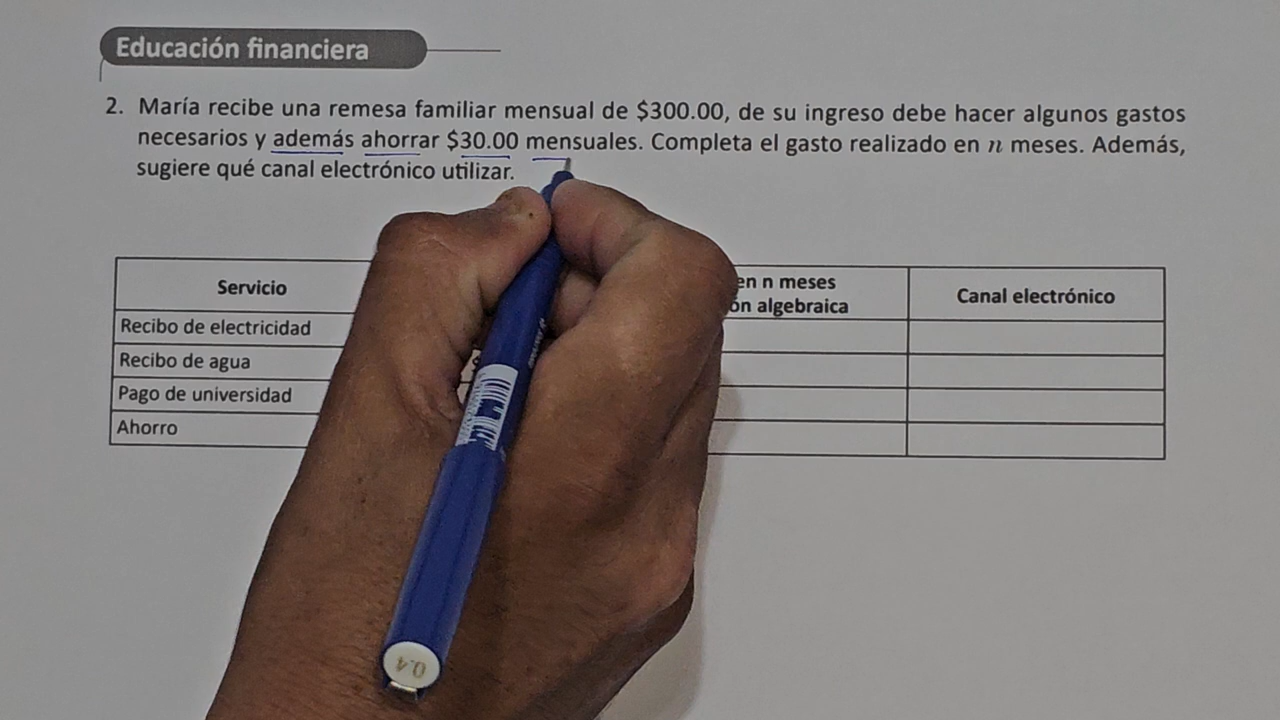 Educación financiera
2. María recibe una remesa familiar mensual de $300.00, de su ingreso debe hacer algunos gastos
necesarios y además ahorrar $30.00 mensuales. Completa el gasto realizado en n meses. Además,
sugiere qué canal electrónico utilizar.
Servicio
en n meses
ón algebraica
Canal electrónico
Recibo de electricidad
Recibo de agua
Pago de universidad
Ahorro
0.4